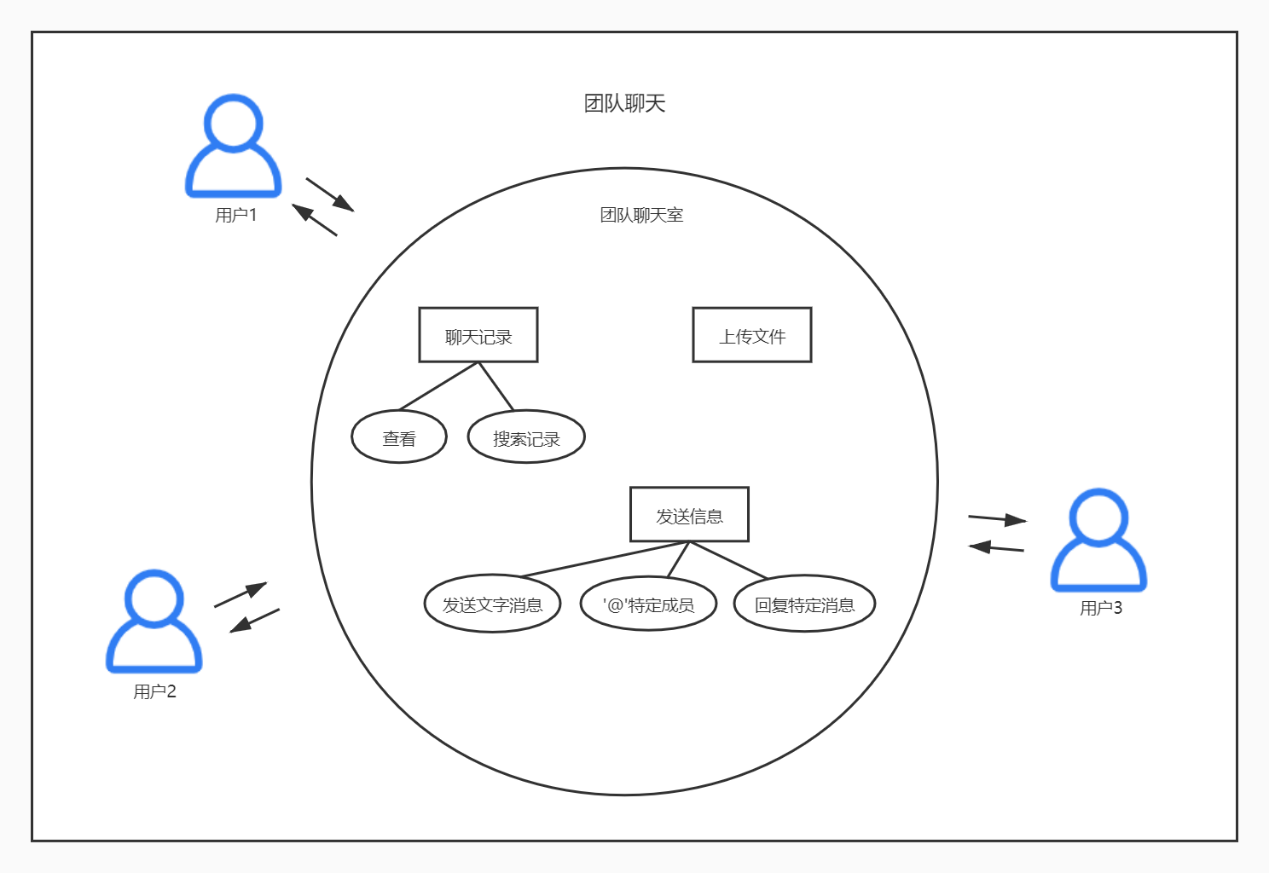 团队聊天
用户1
团队聊天室
聊天记录
上传文件
查看
搜索记录
发送信息
发送文字消息
'@'特定成员
回复特定消息
用户3
用户2